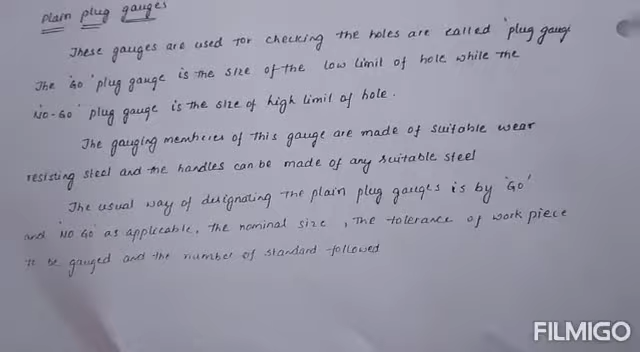 Plain plug gauges
These gauges are used for checking the holes are called 'plug gauge
The 'Go' plug gauge is the size of the low limit of hole while the
'No-Go' plug gauge is the size of high limit of hole.
The gauging members of this gauge are made of suitable wear
resisting steel and the handles can be made of any suitable steel
The usual way of designating the plain plug gauges is by 'Go'
and 'No Go' as applicable, the nominal size, the tolerance of work piece
to be gauged and the number of standard followed
FILMIGO